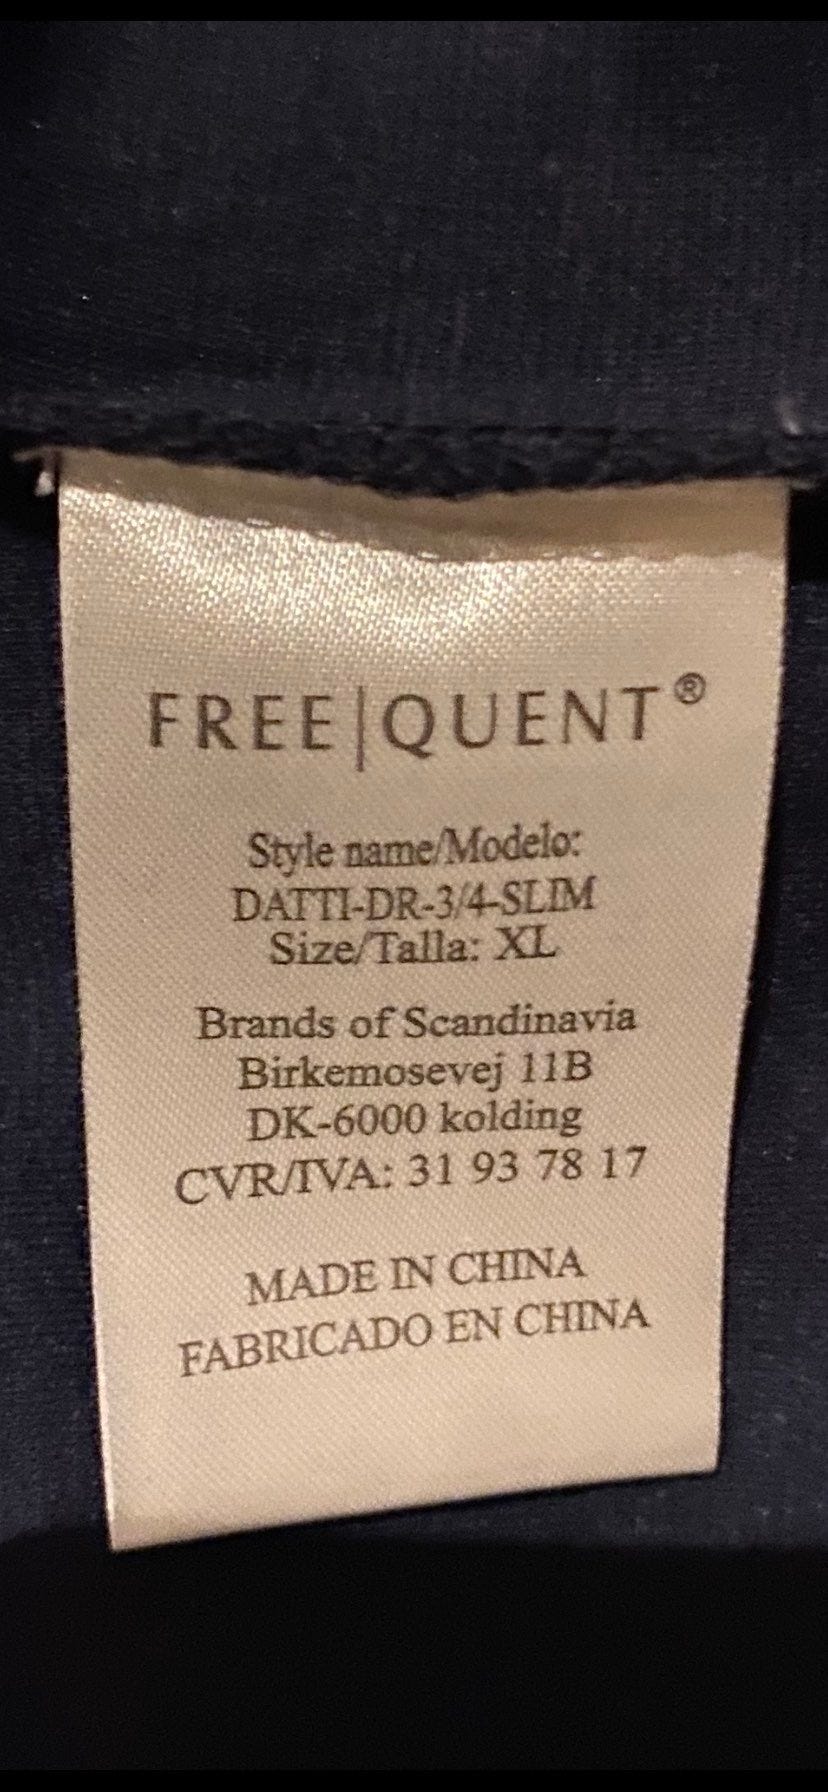 FREE|QUENT®
Style name/Modelo:
DATTI-DR-3/4-SLIM
Size/Talla: XL
Brands of Scandinavia
Birkemosevej 11B
DK-6000 kolding
CVR/IVA: 31 93 78 17
MADE IN CHINA
FABRICADO EN CHINA